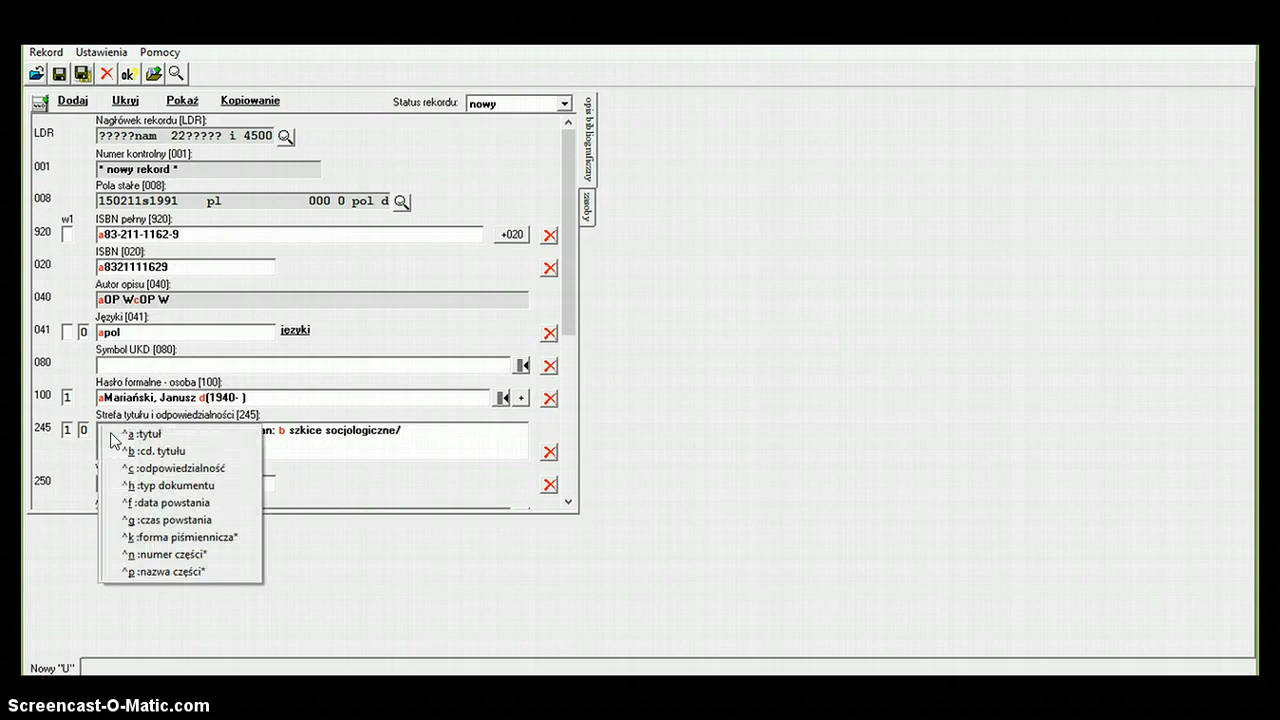 Rekord Ustawienia Pomocy
ok?
Dodaj Ukryj Pokaż Kopiowanie Status rekordu: nowy
opis bibliograficzny
zasoby
Nagłówek rekordu [LDR]:
LDR ?????nam 22????? i 4500
Numer kontrolny [001]:
001 * nowy rekord *
Pola stałe [008]:
008 150211s1991 pl 000 0 pol d
w1 ISBN pełny [920]:
920 a83-211-1162-9 +020
ISBN [020]:
020 a8321111629
Autor opisu [040]:
040 aOP WcOP W
Języki [041]:
041 0 apol języki
Symbol UKD [080]:
080
Hasło formalne - osoba [100]:
100 1 aMariański, Janusz d(1940- ) +
Strefa tytułu i odpowiedzialności [245]:
245 1 0 an: b szkice socjologiczne/
^a :tytuł
^b :cd. tytułu
^c :odpowiedzialność
250
^h :typ dokumentu
^f :data powstania
^g :czas powstania
^k :forma piśmiennicza*
^n :numer części*
^p :nazwa części*
Nowy "U"
Screencast-O-Matic.com